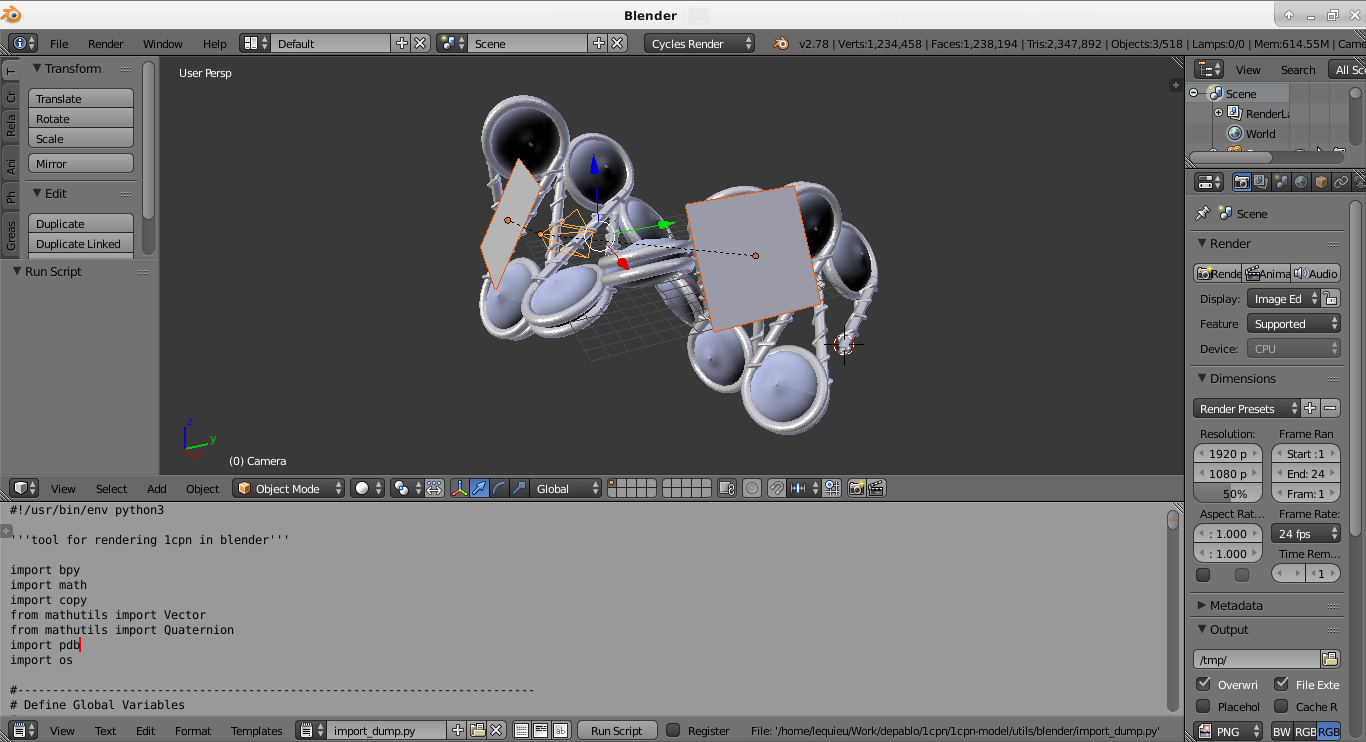 Blender
File Render Window Help Default Scene Cycles Render v2.78 | Verts:1,234,458 | Faces:1,238,194 | Tris:2,347,892 | Objects:3/518 | Lamps:0/0 | Mem:614.55M | Came
T
Cr
Rela
Ani
Ph
Greas
Transform
Translate
Rotate
Scale
Mirror
Edit
Duplicate
Duplicate Linked
Run Script
User Persp
z
y
x
(0) Camera
View Select Add Object Object Mode Global
#!/usr/bin/env python3
'''tool for rendering 1cpn in blender'''
import bpy
import math
import copy
from mathutils import Vector
from mathutils import Quaternion
import pdb
import os
#--------------------------------------------------------------------------
# Define Global Variables
View Text Edit Format Templates import_dump.py Run Script Register File: '/home/lequieu/Work/depablo/1cpn/1cpn-model/utils/blender/import_dump.py'
View Search All Sc
Scene
RenderLa
World
Scene
Render
Rende Anima Audio
Display: Image Ed
Feature Supported
Device: CPU
Dimensions
Render Presets
Resolution: Frame Ran
1920 p Start :1
1080 p End: 24
50% Fram: 1
Aspect Rat... Frame Rate:
: 1.000 24 fps
: 1.000 Time Rem...
1
Metadata
Output
/tmp/
Overwri File Exte
Placehol Cache R
PNG BW RGB RGB